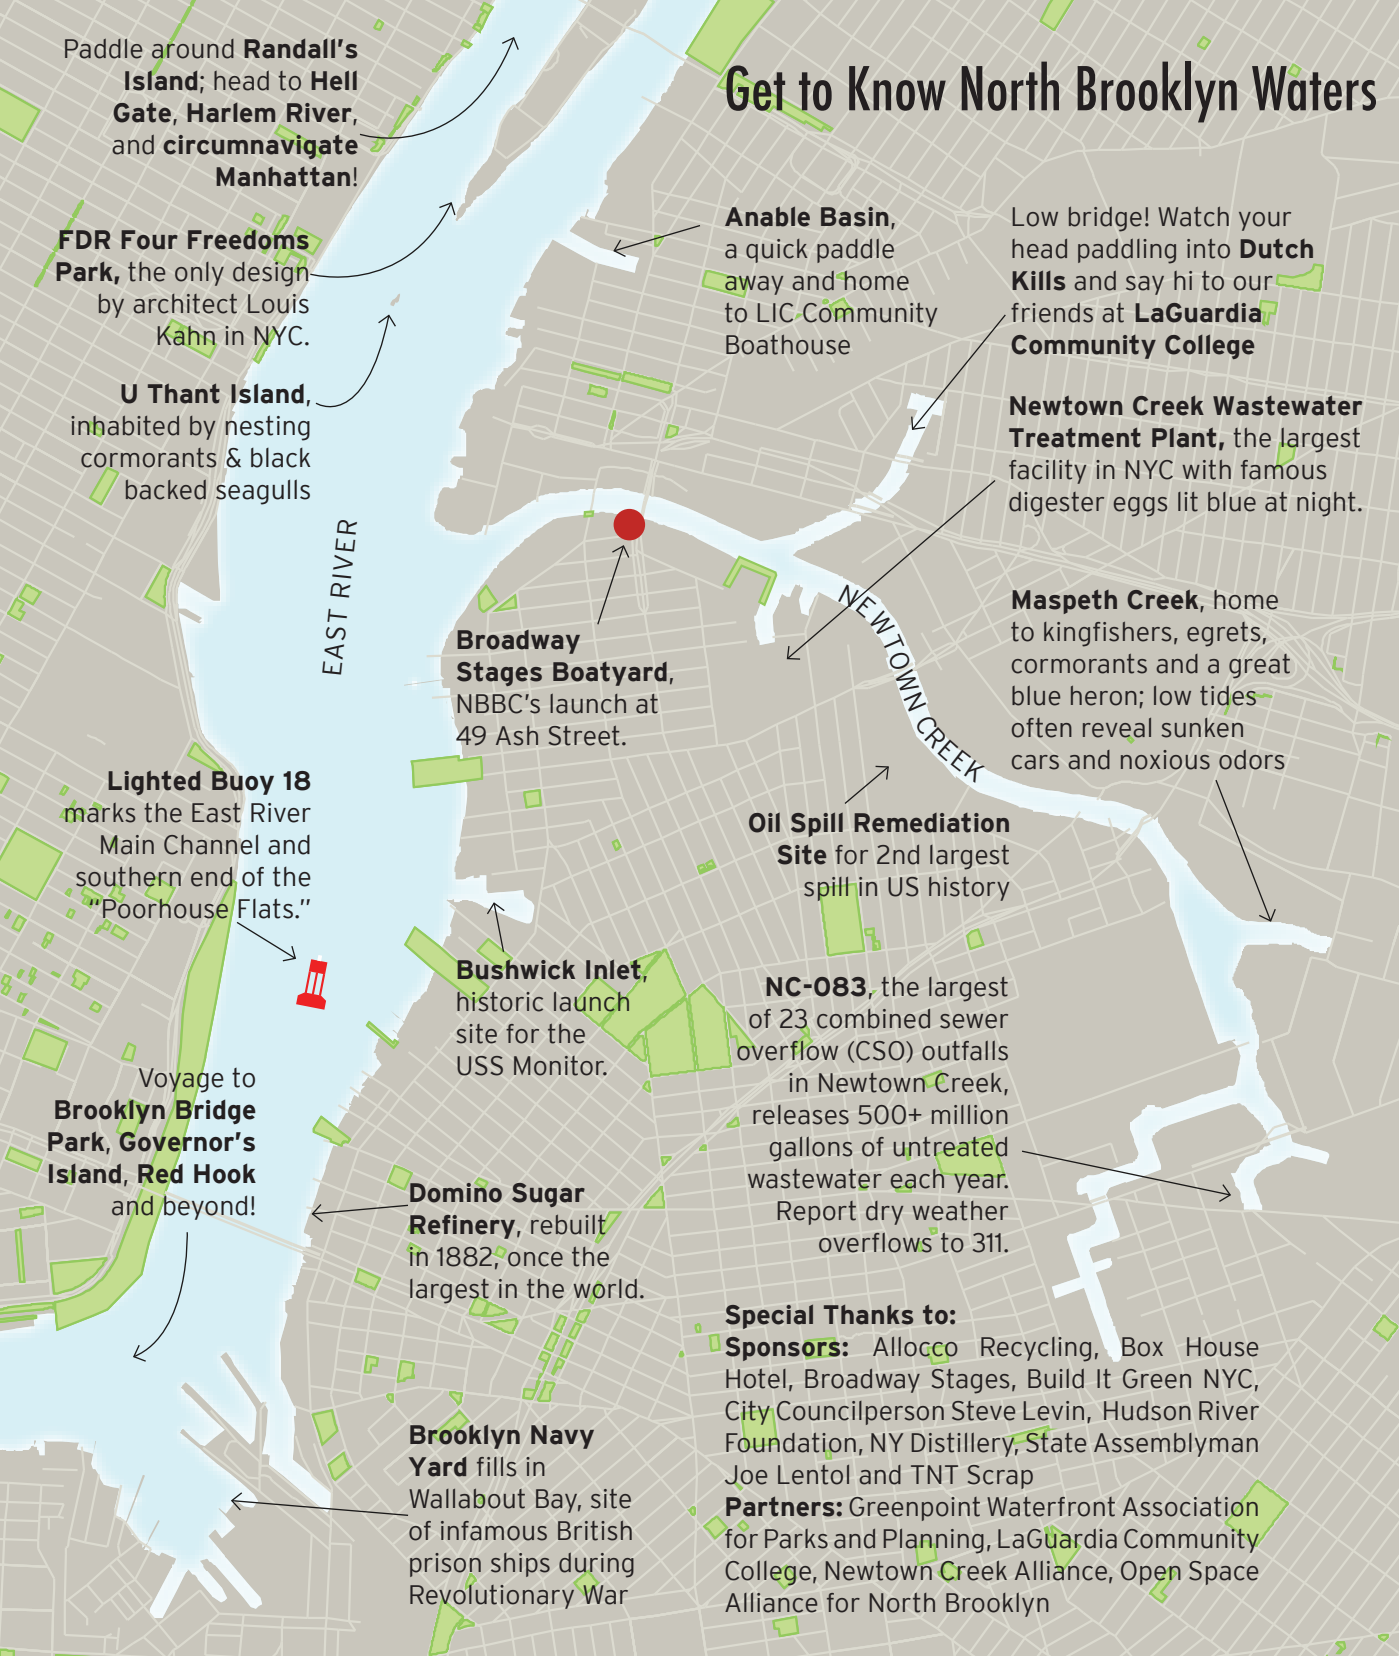 Get to Know North Brooklyn Waters
Paddle around Randall's
Island; head to Hell
Gate, Harlem River,
and circumnavigate
Manhattan!
FDR Four Freedoms
Park, the only design
by architect Louis
Kahn in NYC.
U Thant Island,
inhabited by nesting
cormorants & black
backed seagulls
Anable Basin,
a quick paddle
away and home
to LIC Community
Boathouse
Low bridge! Watch your
head paddling into Dutch
Kills and say hi to our
friends at LaGuardia
Community College
Newtown Creek Wastewater
Treatment Plant, the largest
facility in NYC with famous
digester eggs lit blue at night.
EAST RIVER
NEWTOWN CREEK
Broadway
Stages Boatyard,
NBBC's launch at
49 Ash Street.
Maspeth Creek, home
to kingfishers, egrets,
cormorants and a great
blue heron; low tides
often reveal sunken
cars and noxious odors
Lighted Buoy 18
marks the East River
Main Channel and
southern end of the
"Poorhouse Flats."
Oil Spill Remediation
Site for 2nd largest
spill in US history
Bushwick Inlet,
historic launch
site for the
USS Monitor.
NC-083, the largest
of 23 combined sewer
overflow (CSO) outfalls
in Newtown Creek,
releases 500+ million
gallons of untreated
wastewater each year.
Report dry weather
overflows to 311.
Voyage to
Brooklyn Bridge
Park, Governor's
Island, Red Hook
and beyond!
Domino Sugar
Refinery, rebuilt
in 1882, once the
largest in the world.
Brooklyn Navy
Yard fills in
Wallabout Bay, site
of infamous British
prison ships during
Revolutionary War
Special Thanks to:
Sponsors: Allocco Recycling, Box House
Hotel, Broadway Stages, Build It Green NYC,
City Councilperson Steve Levin, Hudson River
Foundation, NY Distillery, State Assemblyman
Joe Lentol and TNT Scrap
Partners: Greenpoint Waterfront Association
for Parks and Planning, LaGuardia Community
College, Newtown Creek Alliance, Open Space
Alliance for North Brooklyn